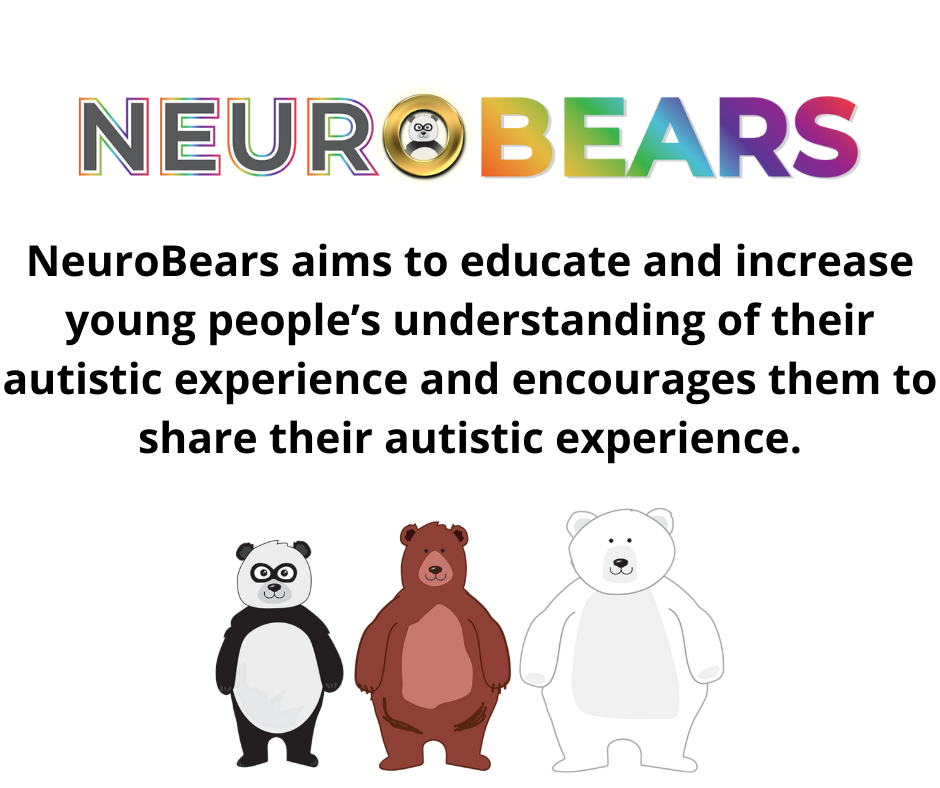 NEUROBEARS
NeuroBears aims to educate and increase
young people’s understanding of their
autistic experience and encourages them to
share their autistic experience.